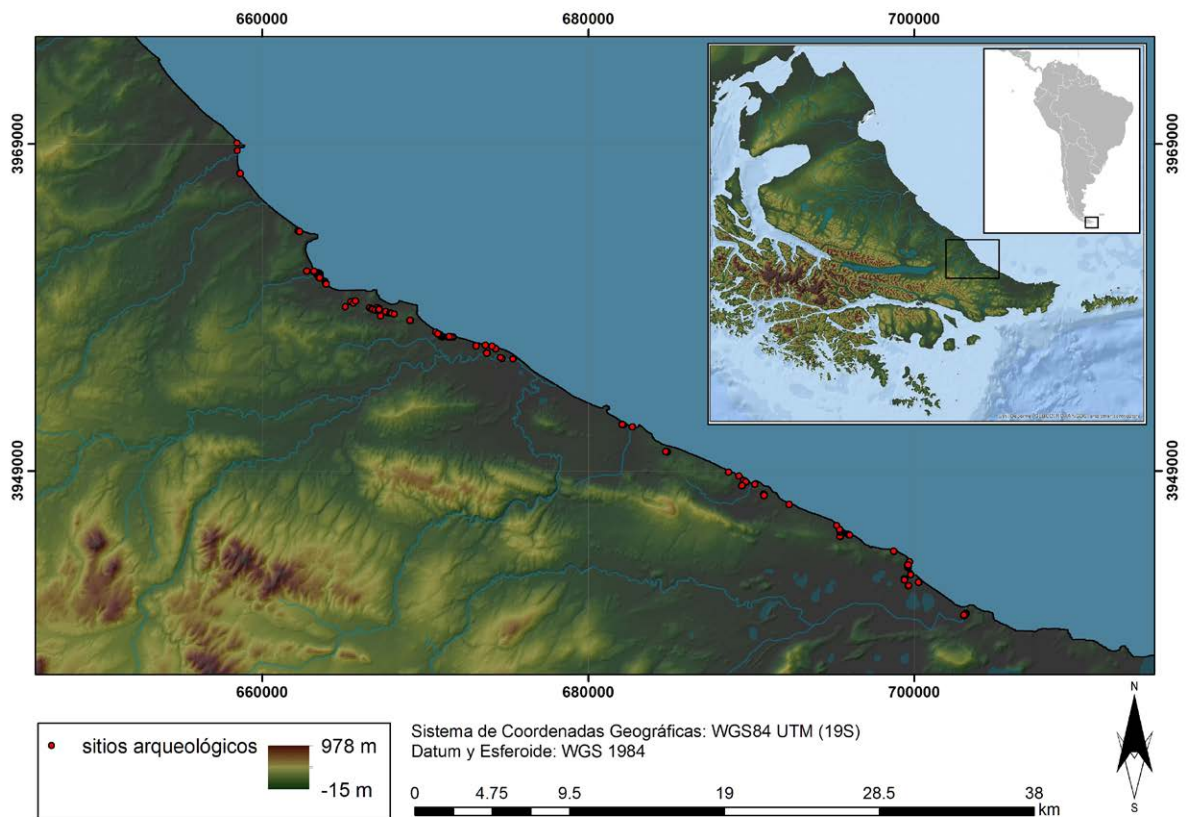 660000 680000 700000
3969000 3969000
3949000 3949000
660000 680000 700000
sitios arqueológicos
978 m
-15 m
Sistema de Coordenadas Geográficas: WGS84 UTM (19S)
Datum y Esferoide: WGS 1984
0 4.75 9.5 19 28.5 38
km
N
S